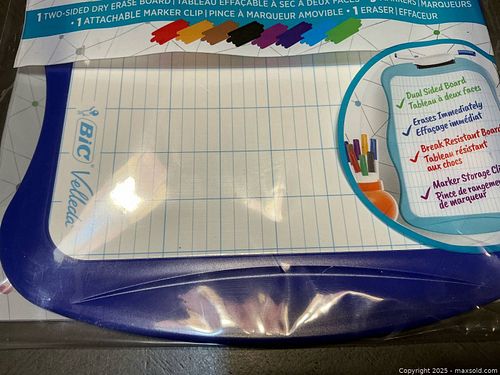 1 TWO-SIDED DRY ERASE BOARD | TABLEAU EFFAÇABLE À SEC À DEUX FACES
MARKERS | MARQUEURS
• 1 ATTACHABLE MARKER CLIP | PINCE À MARQUEUR AMOVIBLE • 1 ERASER | EFFACEUR
Dual Sided Board
Tableau à deux faces
Erases Immediately
Effaçage immédiat
Break Resistant Board
Tableau résistant
aux chocs
Marker Storage Cli
Pince de rangeme
de marqueur
BIC
Velleda
Copyright 2025 - maxsold.com